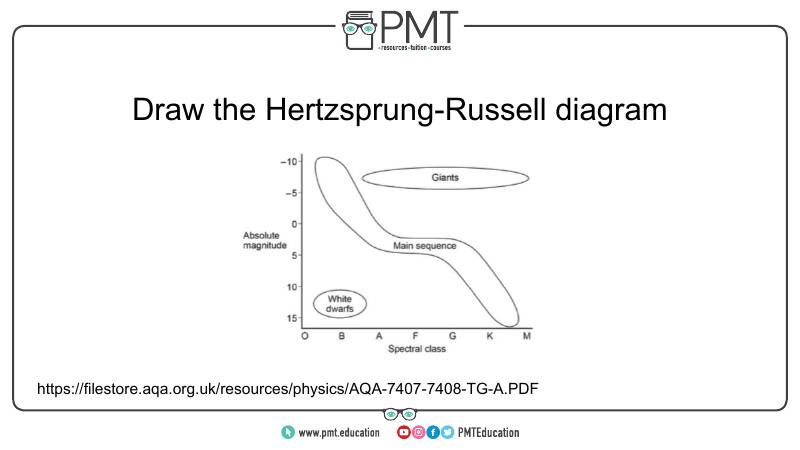 PMT
•resources•tuition•courses
Draw the Hertzsprung-Russell diagram
–10
–5
0
5
10
15
Absolute
magnitude
Giants
Main sequence
White
dwarfs
O B A F G K M
Spectral class
https://filestore.aqa.org.uk/resources/physics/AQA-7407-7408-TG-A.PDF
www.pmt.education PMTEducation